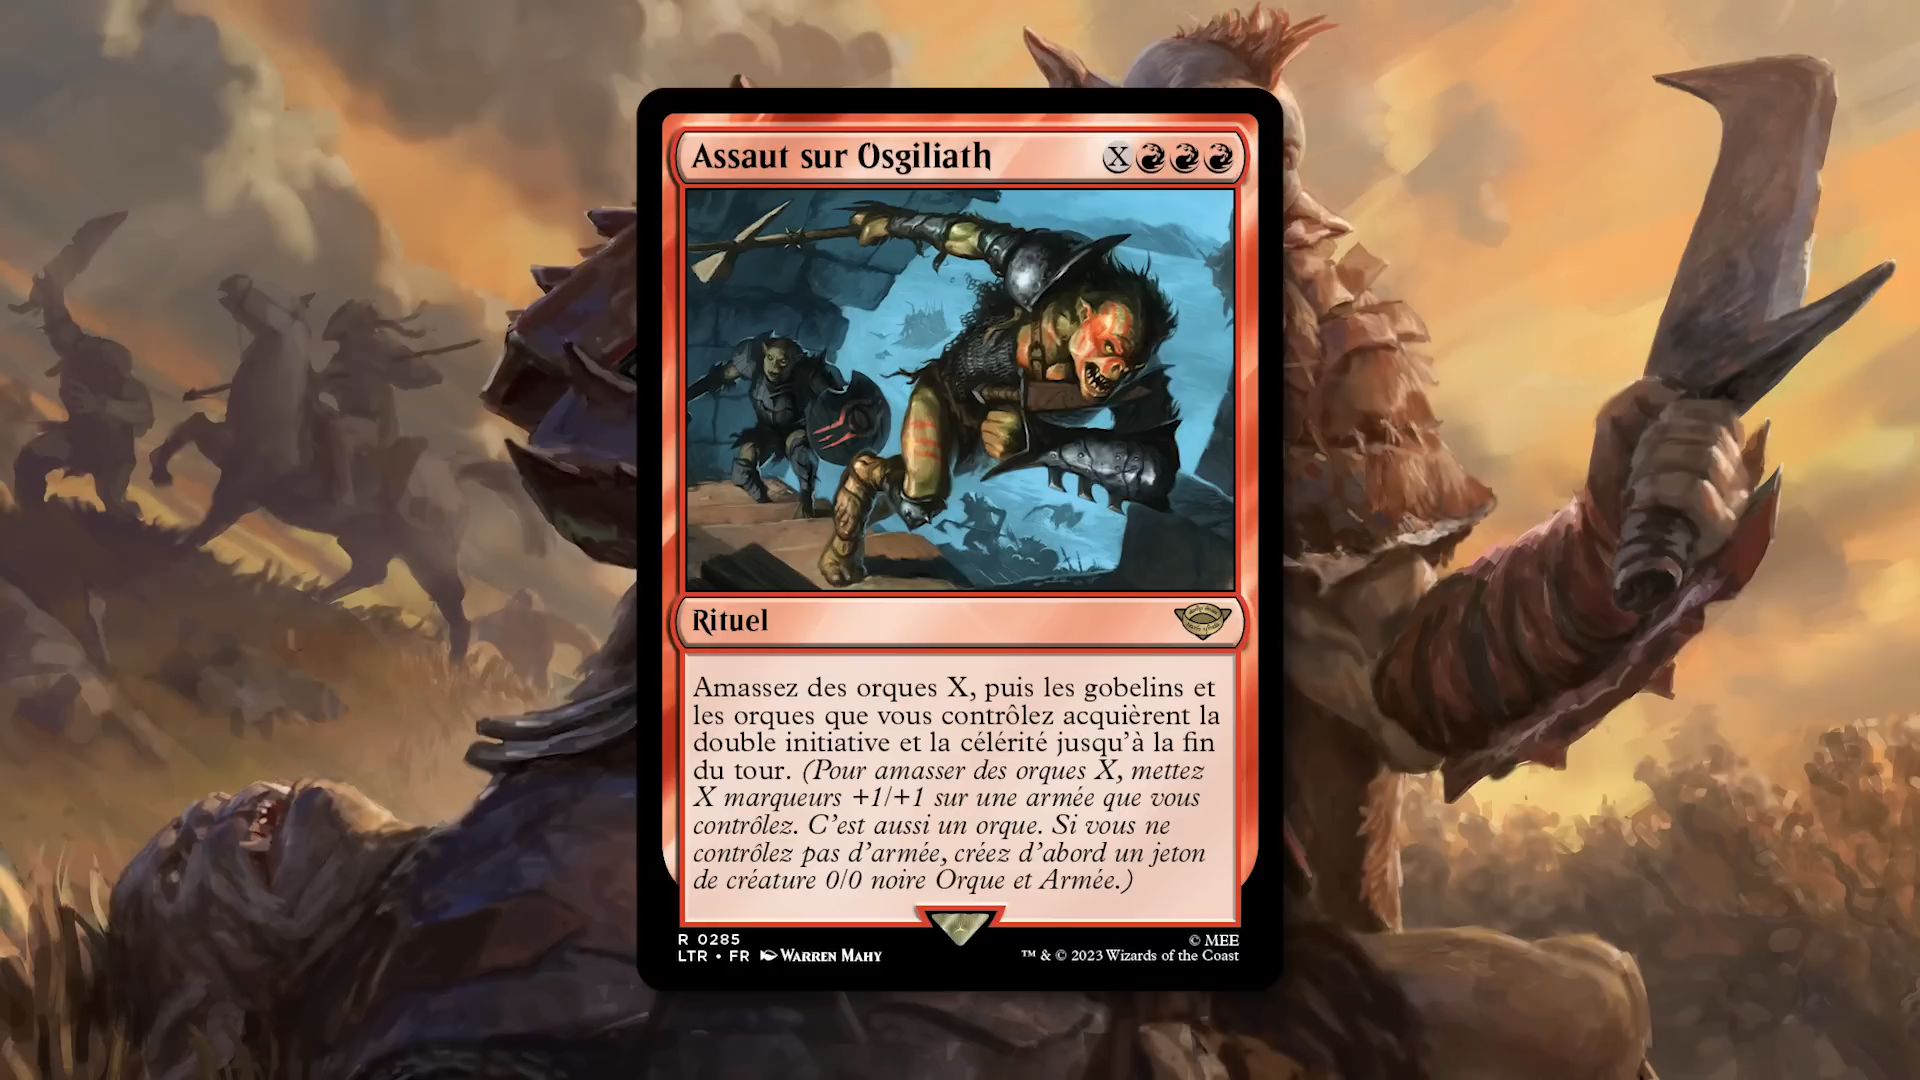 Assaut sur Osgiliath X
Rituel
Amassez des orques X, puis les gobelins et
les orques que vous contrôlez acquièrent la
double initiative et la célérité jusqu'à la fin
du tour. (Pour amasser des orques X, mettez
X marqueurs +1/+1 sur une armée que vous
contrôlez. C'est aussi un orque. Si vous ne
contrôlez pas d'armée, créez d'abord un jeton
de créature 0/0 noire Orque et Armée.)
R 0285
© MEE
LTR • FR Warren Mahy
™ & © 2023 Wizards of the Coast